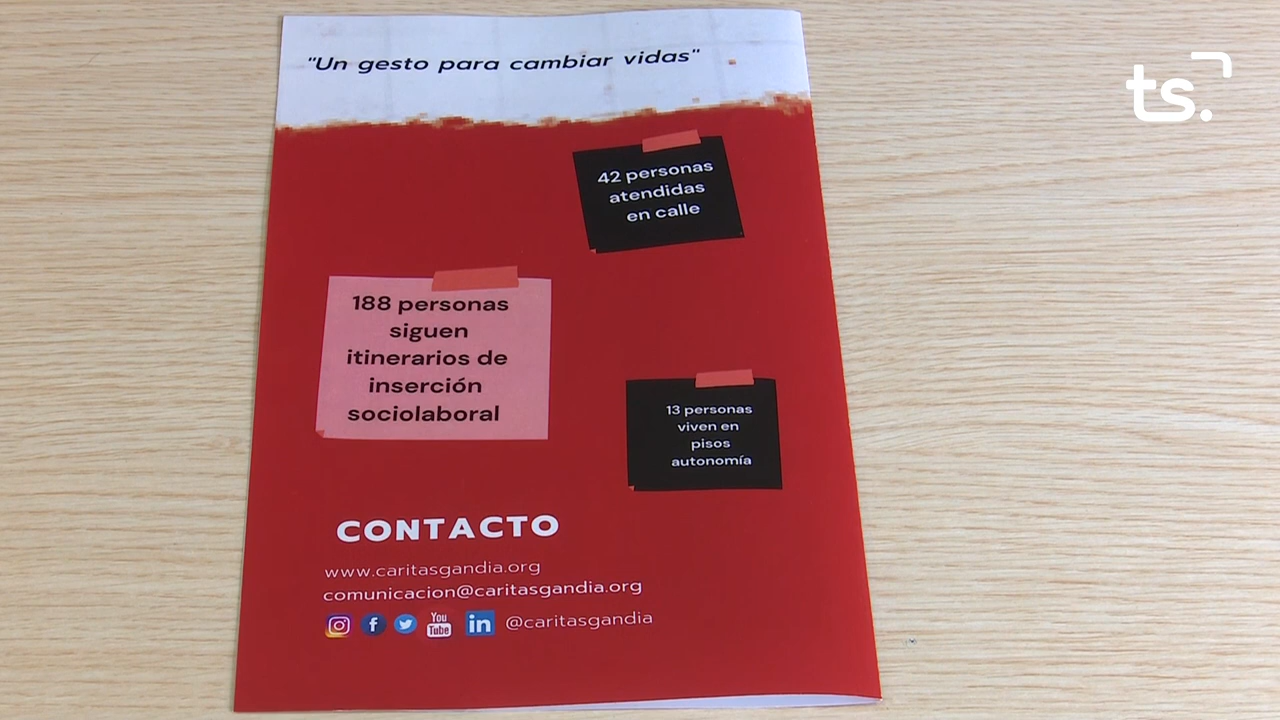 "Un gesto para cambiar vidas"
ts.
42 personas
atendidas
en calle
188 personas
siguen
itinerarios de
inserción
sociolaboral
13 personas
viven en
pisos
autonomía
CONTACTO
www.caritasgandia.org
comunicacion@caritasgandia.org
You
Tube
in
@caritasgandia